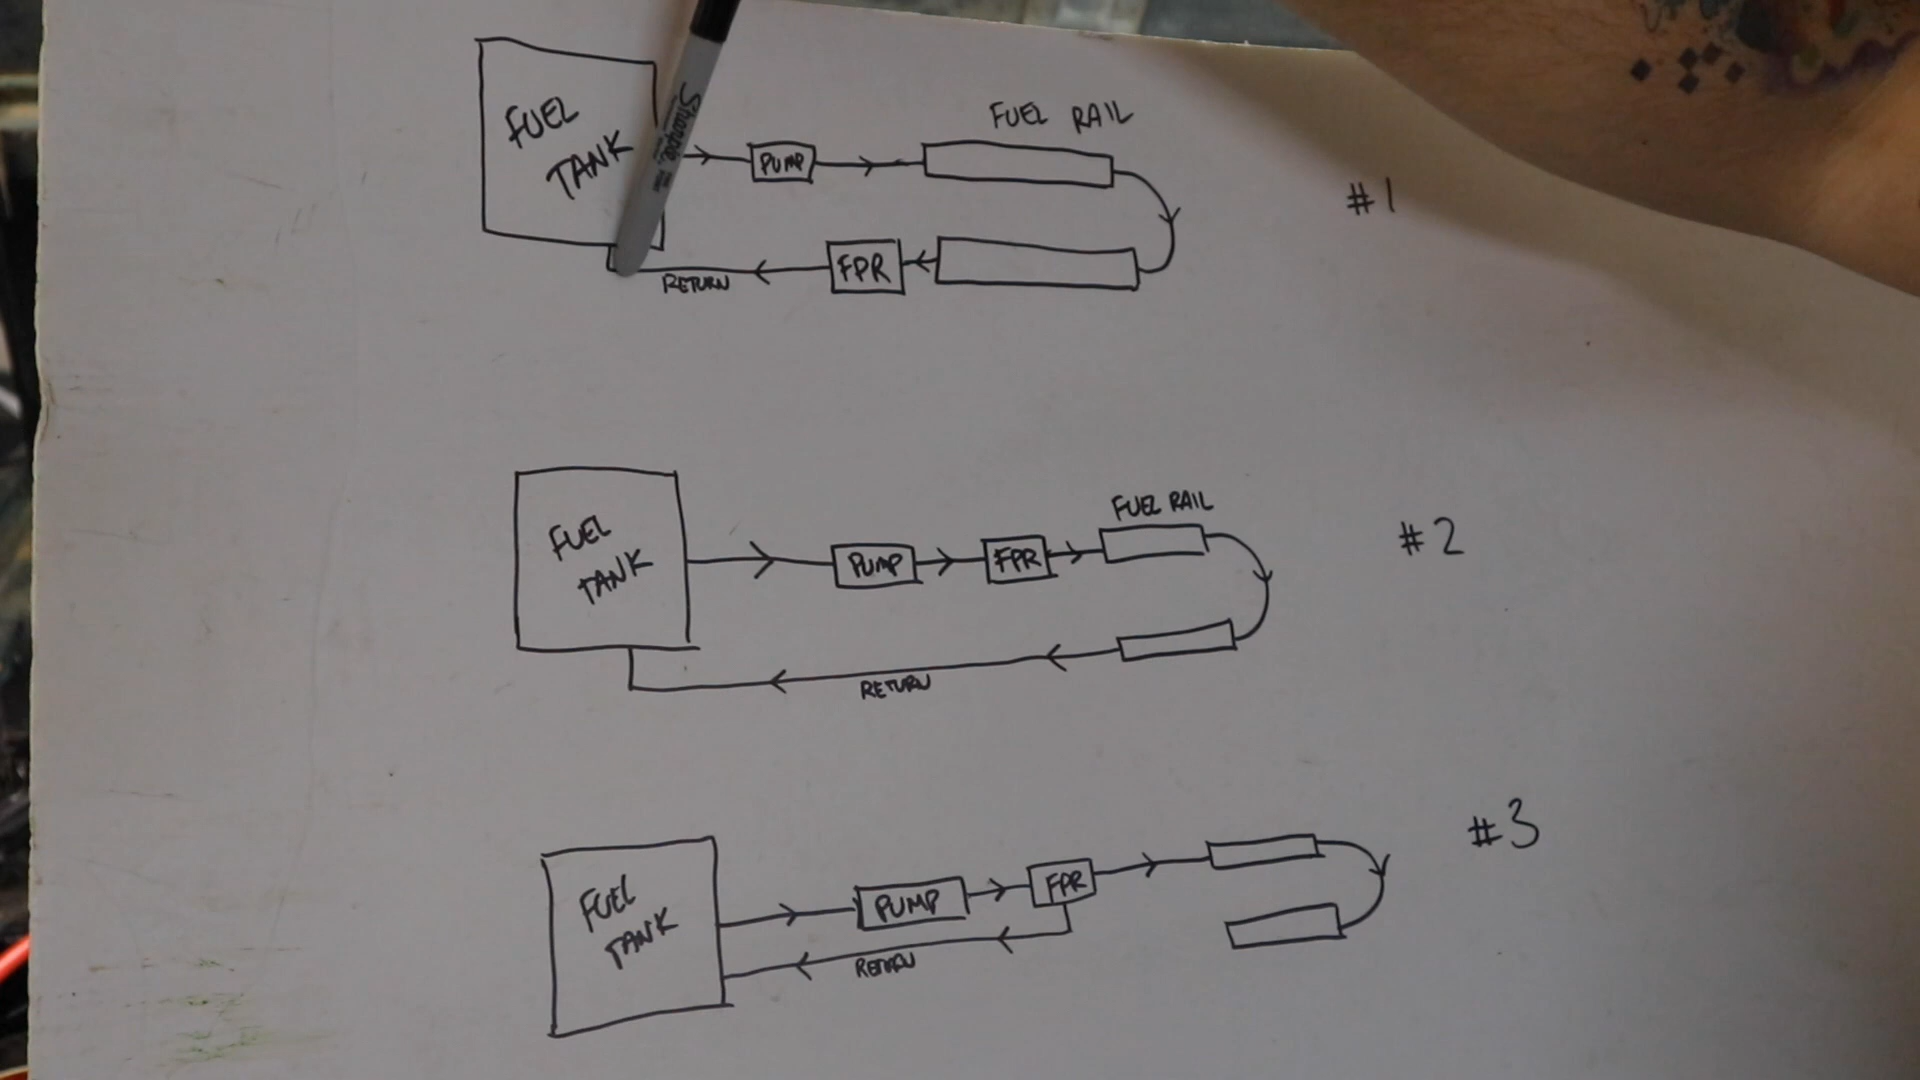 FUEL
TANK
Sharpie
PUMP
FUEL RAIL
#1
FPR
RETURN
FUEL
TANK
PUMP
FPR
FUEL RAIL
#2
RETURN
FUEL
TANK
PUMP
FPR
#3
RETURN